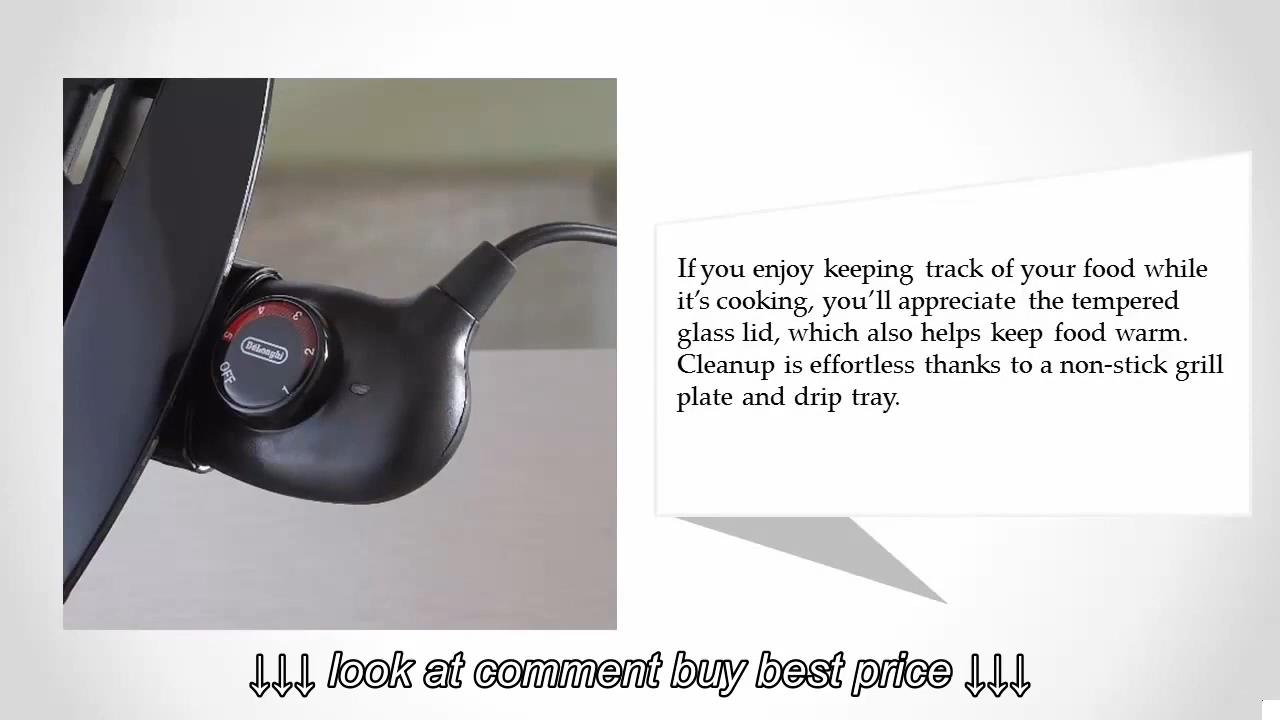 5
4
3
2
DeLonghi
OFF
1
If you enjoy keeping track of your food while
it’s cooking, you’ll appreciate the tempered
glass lid, which also helps keep food warm.
Cleanup is effortless thanks to a non-stick grill
plate and drip tray.
↓↓↓ look at comment buy best price ↓↓↓